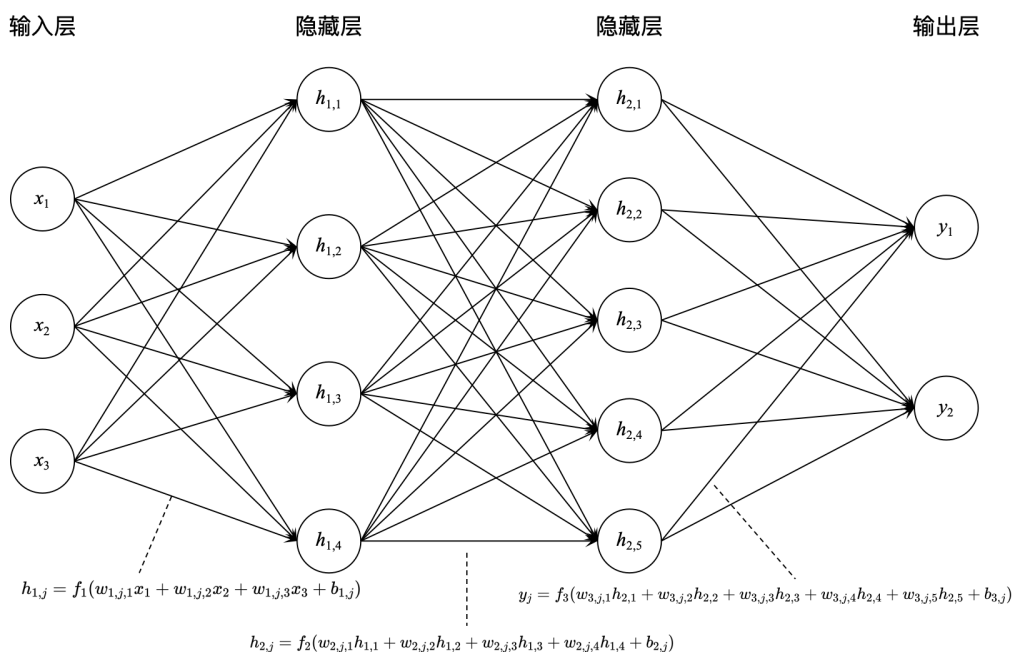 输入层 隐藏层 隐藏层 输出层
h1,1 h2,1
x1
h1,2 h2,2 y1
x2 h2,3
h1,3 y2
h2,4
x3
h1,4 h2,5
h1,j = f1(w1,j,1x1 + w1,j,2x2 + w1,j,3x3 + b1,j)
yj = f3(w3,j,1h2,1 + w3,j,2h2,2 + w3,j,3h2,3 + w3,j,4h2,4 + w3,j,5h2,5 + b3,j)
h2,j = f2(w2,j,1h1,1 + w2,j,2h1,2 + w2,j,3h1,3 + w2,j,4h1,4 + b2,j)